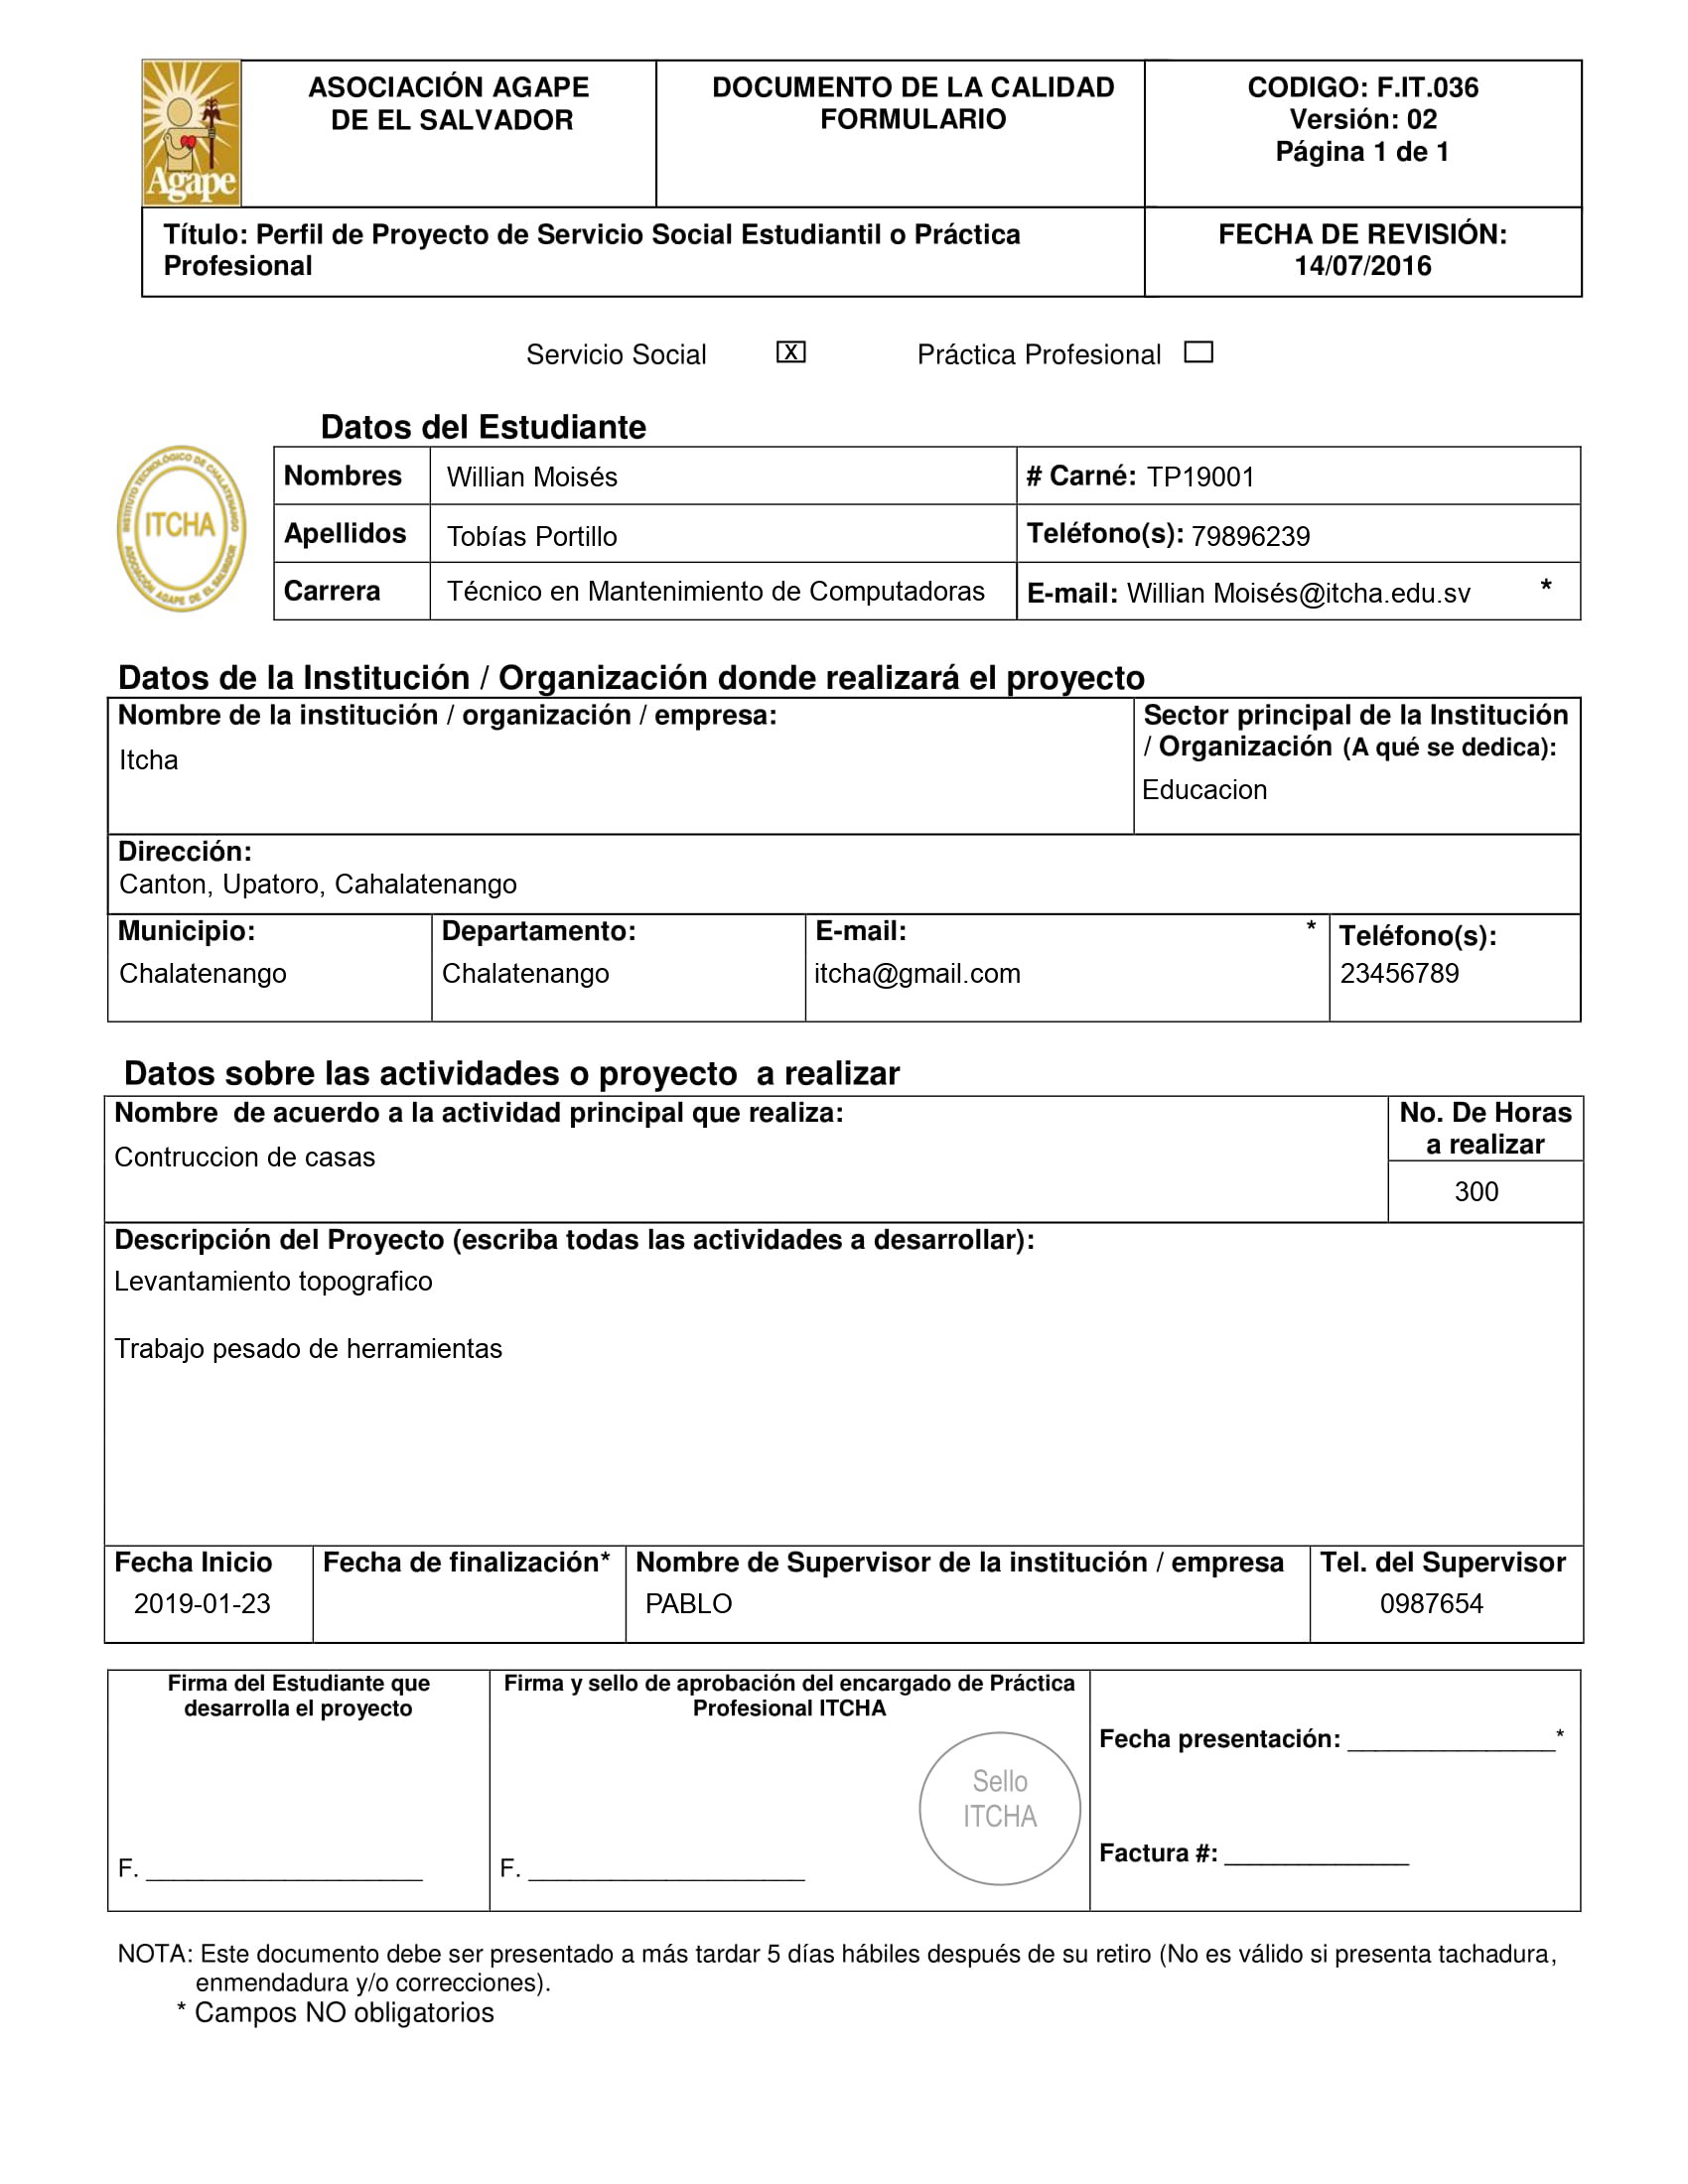 Agape
ASOCIACIÓN AGAPE
DE EL SALVADOR
DOCUMENTO DE LA CALIDAD
FORMULARIO
CODIGO: F.IT.036
Versión: 02
Página 1 de 1
Título: Perfil de Proyecto de Servicio Social Estudiantil o Práctica
Profesional
FECHA DE REVISIÓN:
14/07/2016
Servicio Social X Práctica Profesional
Datos del Estudiante
INSTITUTO TECNOLÓGICO DE CHALATENANGO
ITCHA
ASOCIACIÓN AGAPE DE EL SALVADOR
Nombres Willian Moisés # Carné: TP19001
Apellidos Tobías Portillo Teléfono(s): 79896239
Carrera Técnico en Mantenimiento de Computadoras E-mail: Willian Moisés@itcha.edu.sv *
Datos de la Institución / Organización donde realizará el proyecto
Nombre de la institución / organización / empresa:
Itcha
Sector principal de la Institución
/ Organización (A qué se dedica):
Educacion
Dirección:
Canton, Upatoro, Cahalatenango
Municipio:
Chalatenango
Departamento:
Chalatenango
E-mail: *
itcha@gmail.com
Teléfono(s):
23456789
Datos sobre las actividades o proyecto a realizar
Nombre de acuerdo a la actividad principal que realiza:
Contruccion de casas
No. De Horas
a realizar
300
Descripción del Proyecto (escriba todas las actividades a desarrollar):
Levantamiento topografico
Trabajo pesado de herramientas
Fecha Inicio
2019-01-23
Fecha de finalización*
Nombre de Supervisor de la institución / empresa
PABLO
Tel. del Supervisor
0987654
Firma del Estudiante que
desarrolla el proyecto
F. ____________________
Firma y sello de aprobación del encargado de Práctica
Profesional ITCHA
Sello
ITCHA
F. ____________________
Fecha presentación: _______________*
Factura #: _____________
NOTA: Este documento debe ser presentado a más tardar 5 días hábiles después de su retiro (No es válido si presenta tachadura,
enmendadura y/o correcciones).
* Campos NO obligatorios